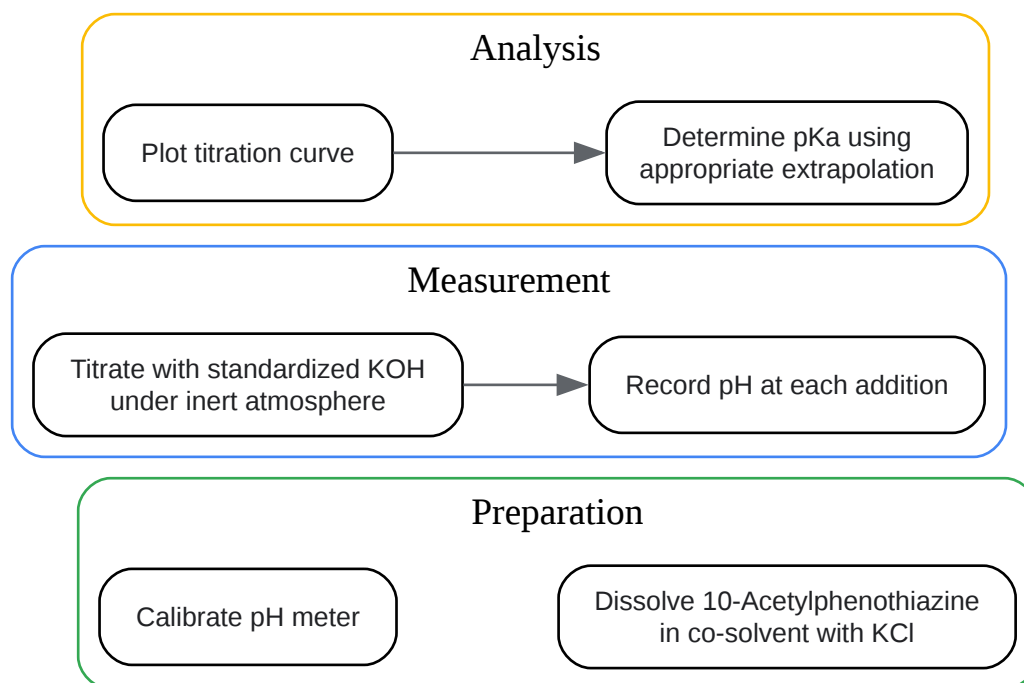 Analysis
Plot titration curve
Determine pKa using
appropriate extrapolation
Measurement
Titrate with standardized KOH
under inert atmosphere
Record pH at each addition
Preparation
Calibrate pH meter
Dissolve 10-Acetylphenothiazine
in co-solvent with KCl